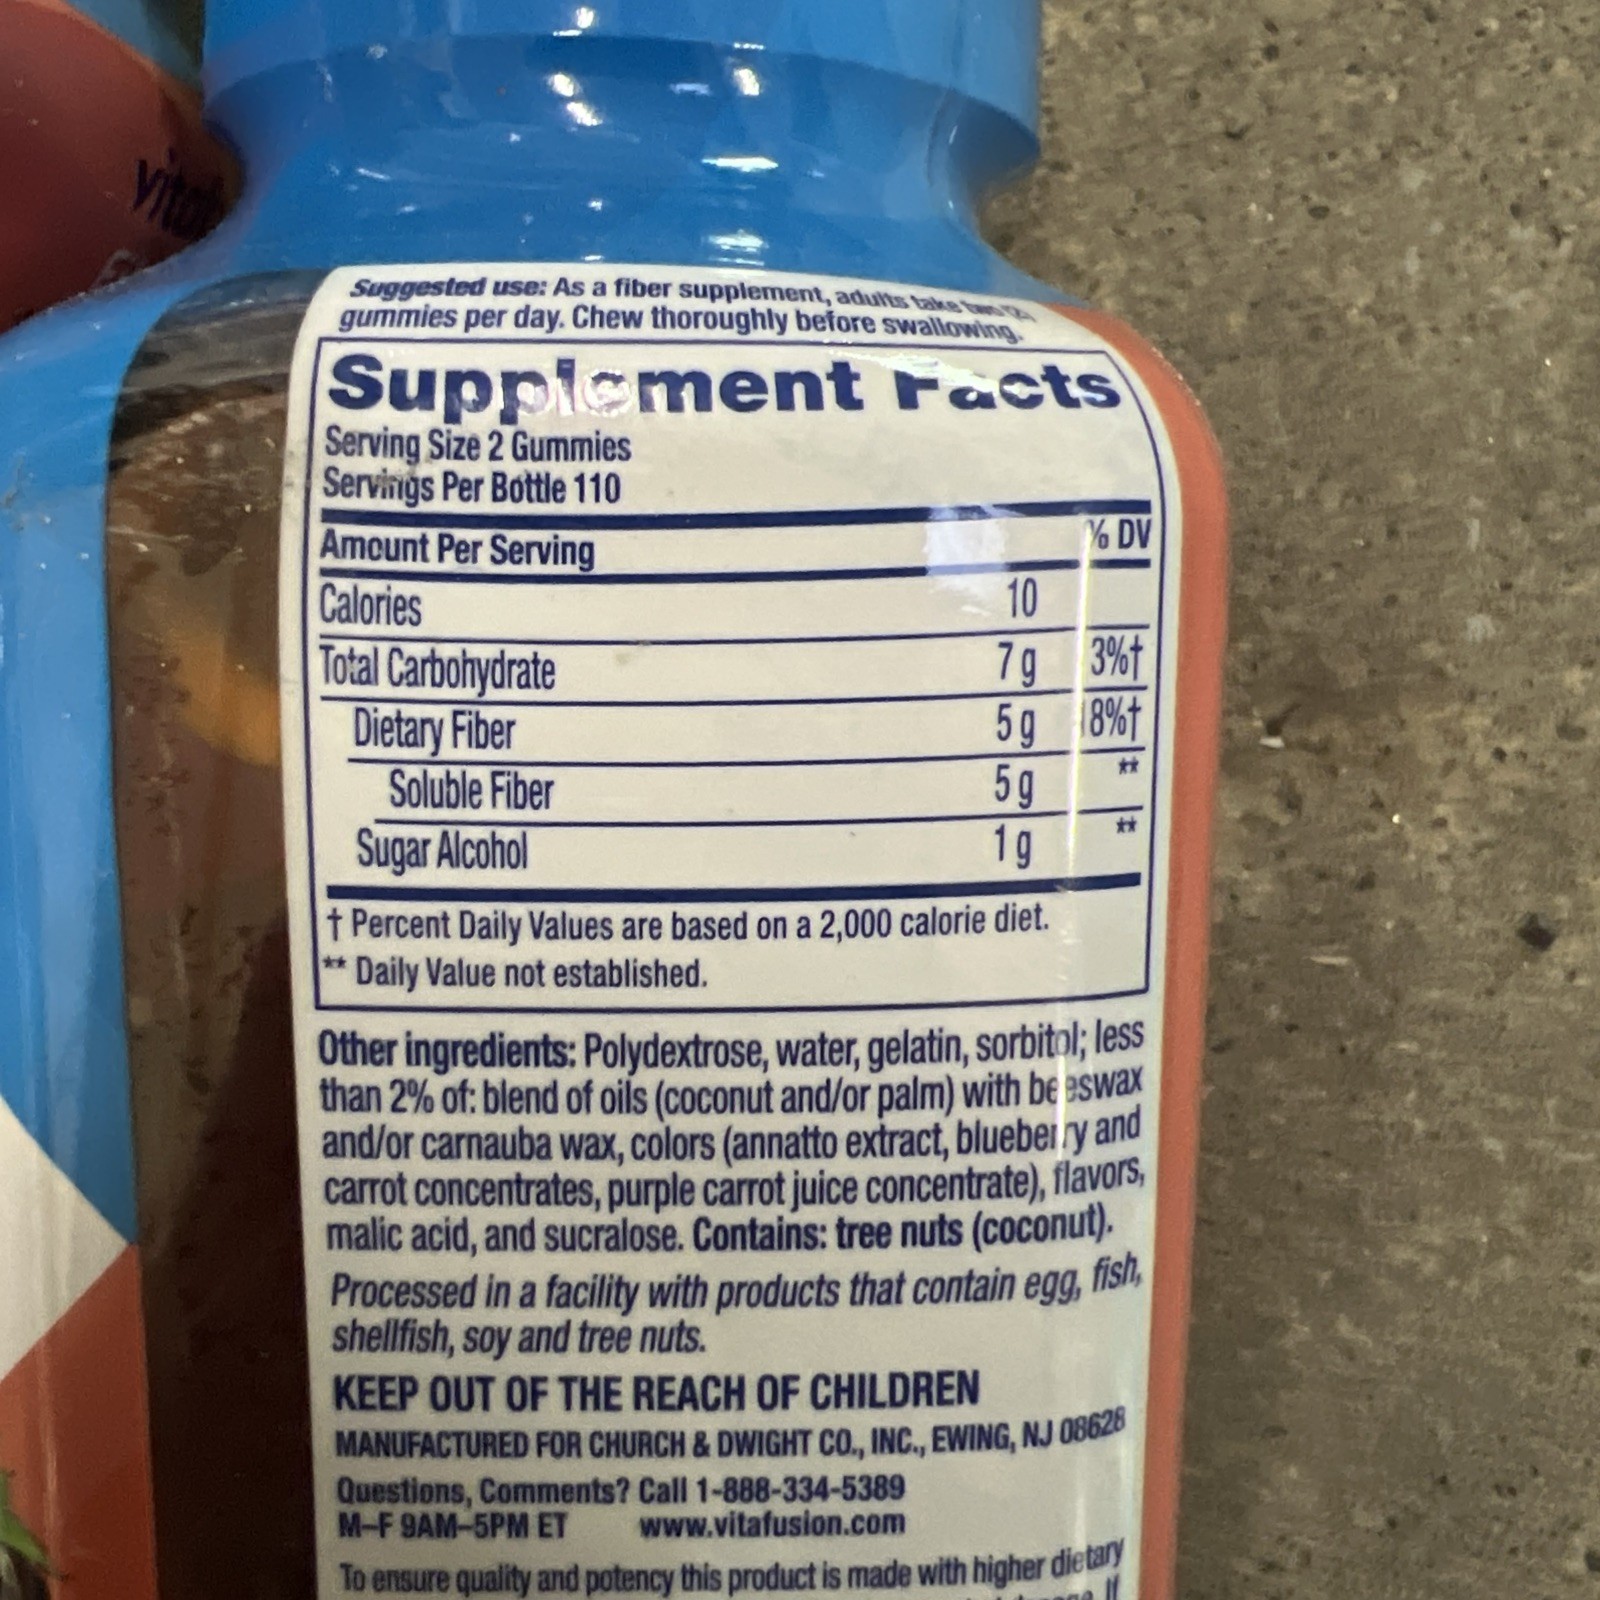 Suggested use: As a fiber supplement, adults take two (2)
gummies per day. Chew thoroughly before swallowing.
Supplement Facts
Serving Size 2 Gummies
Servings Per Bottle 110
Amount Per Serving % DV
Calories 10
Total Carbohydrate 7 g 3%†
Dietary Fiber 5 g 18%†
Soluble Fiber 5 g **
Sugar Alcohol 1 g **
† Percent Daily Values are based on a 2,000 calorie diet.
** Daily Value not established.
Other ingredients: Polydextrose, water, gelatin, sorbitol; less
than 2% of: blend of oils (coconut and/or palm) with beeswax
and/or carnauba wax, colors (annatto extract, blueberry and
carrot concentrates, purple carrot juice concentrate), flavors,
malic acid, and sucralose. Contains: tree nuts (coconut).
Processed in a facility with products that contain egg, fish,
shellfish, soy and tree nuts.
KEEP OUT OF THE REACH OF CHILDREN
MANUFACTURED FOR CHURCH & DWIGHT CO., INC., EWING, NJ 08628
Questions, Comments? Call 1-888-334-5389
M–F 9AM–5PM ET www.vitafusion.com
To ensure quality and potency this product is made with higher dietary
If